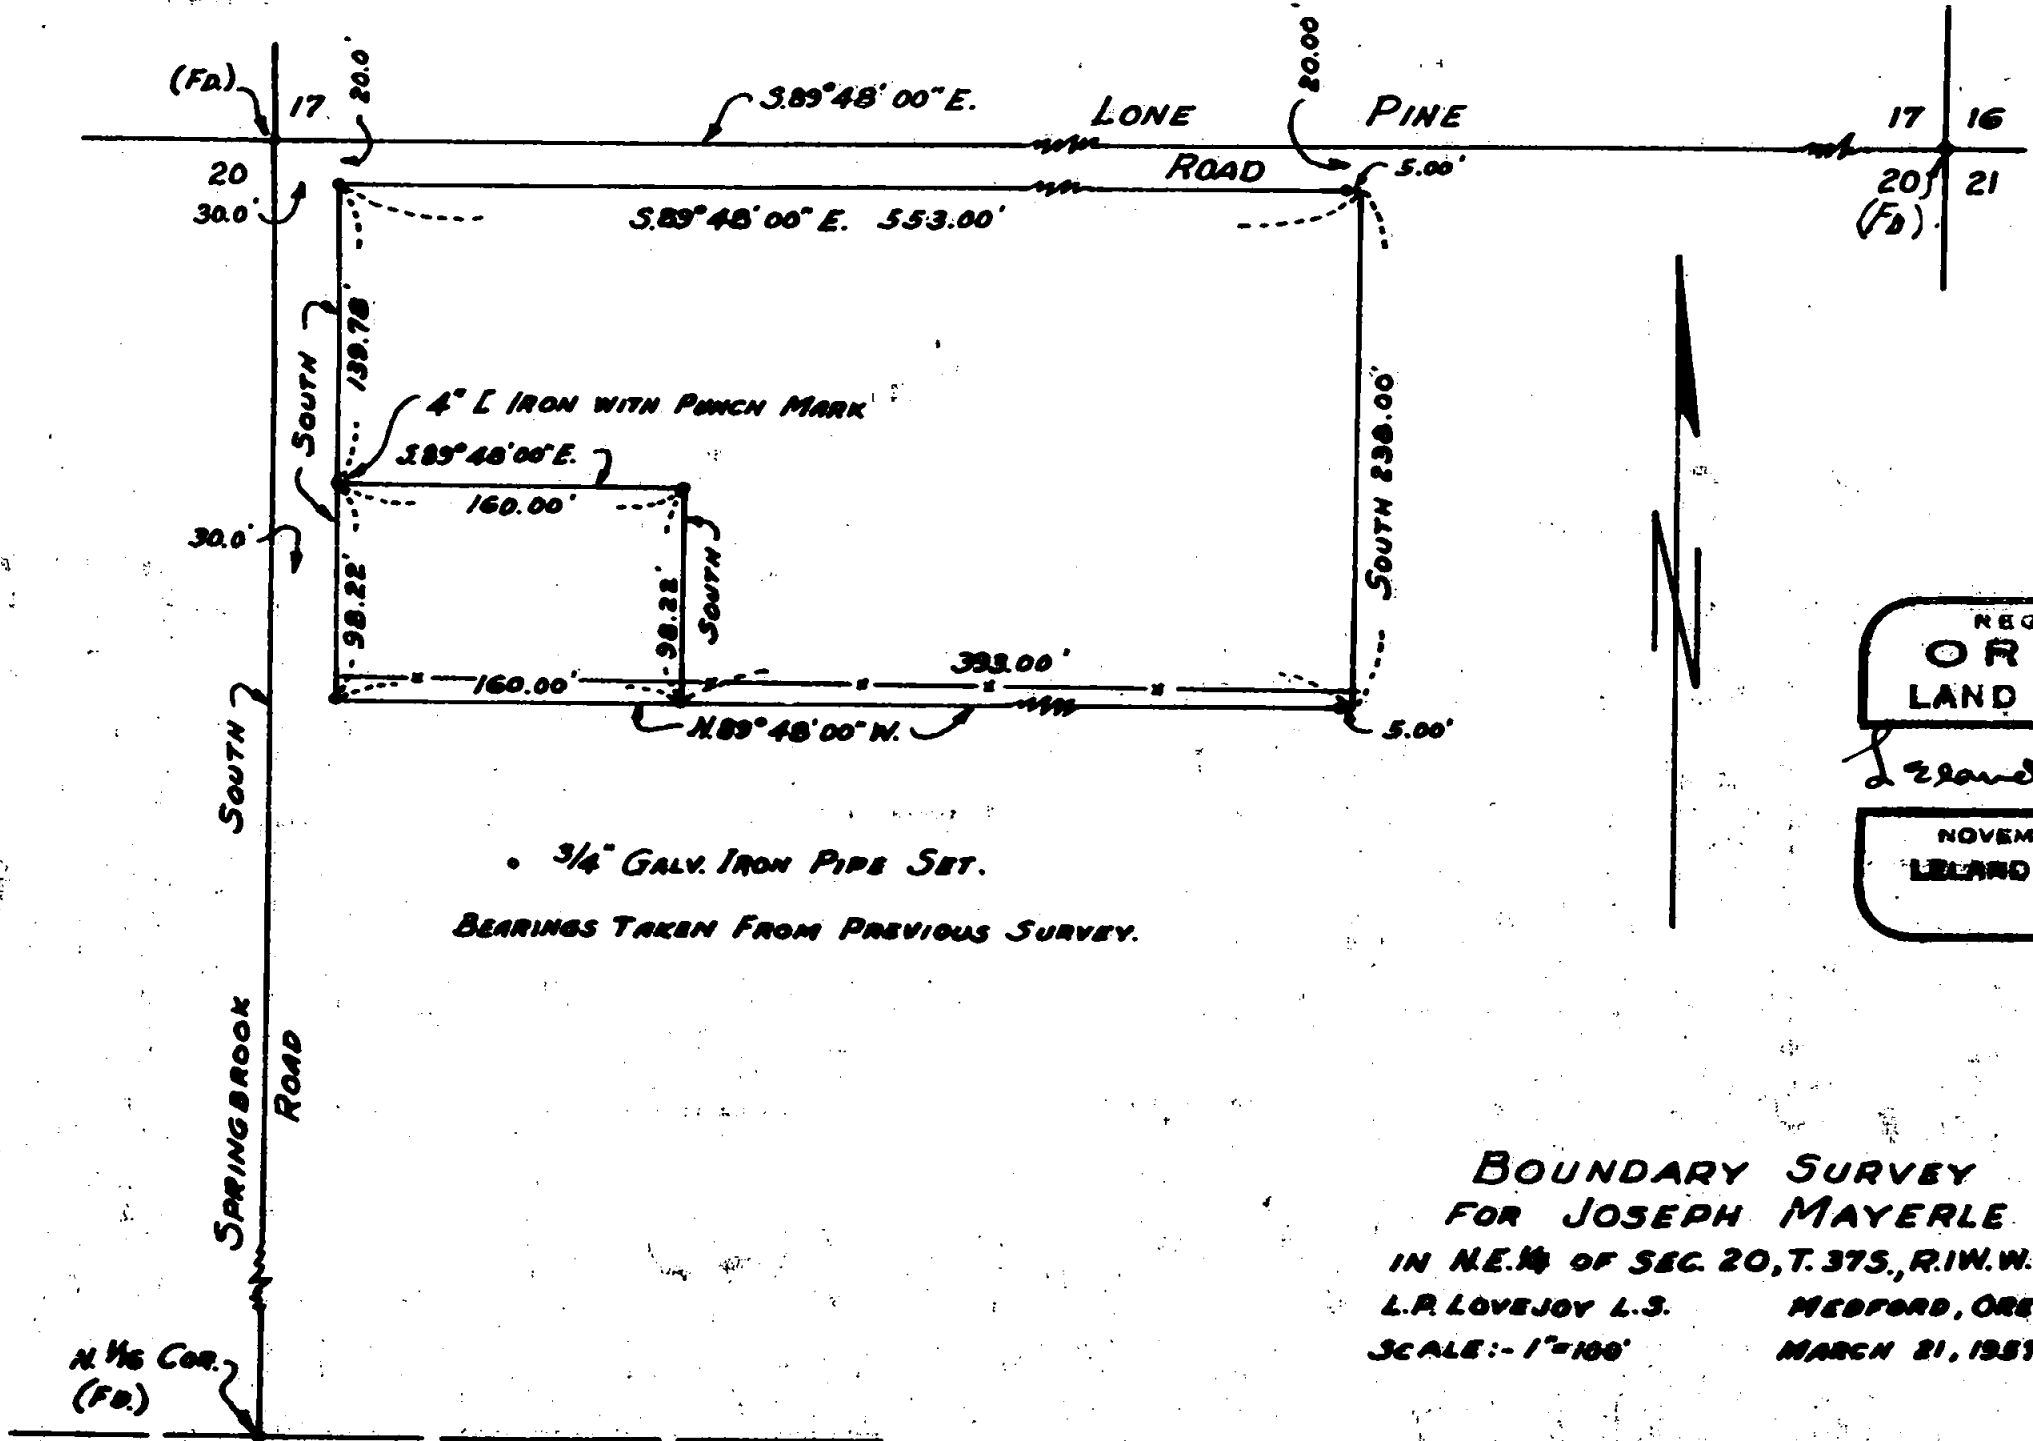 (FD.)
17
20.0'
S.89°48'00"E.
LONE PINE
20.00'
17 16
20
30.0'
ROAD
5.00'
20 21
(FD)
S.89°48'00"E. 553.00'
SOUTH
139.78'
4" [ IRON WITH PUNCH MARK
S.89°48'00"E.
160.00'
SOUTH 238.00'
30.0'
98.22'
98.22'
SOUTH
393.00'
160.00'
N.89°48'00"W.
5.00'
N
SOUTH
OR
LAND
Leland
NOVEM
LELAND
• 3/4" GALV. IRON PIPE SET.
BEARINGS TAKEN FROM PREVIOUS SURVEY.
SPRINGBROOK
ROAD
BOUNDARY SURVEY
FOR JOSEPH MAYERLE
IN N.E.1/4 OF SEC. 20, T.37S., R.1W.W.
L.P. LOVEJOY L.S. MEDFORD, ORE
SCALE:- 1"=100' MARCH 21, 195
N. 1/16 COR.
(FD.)